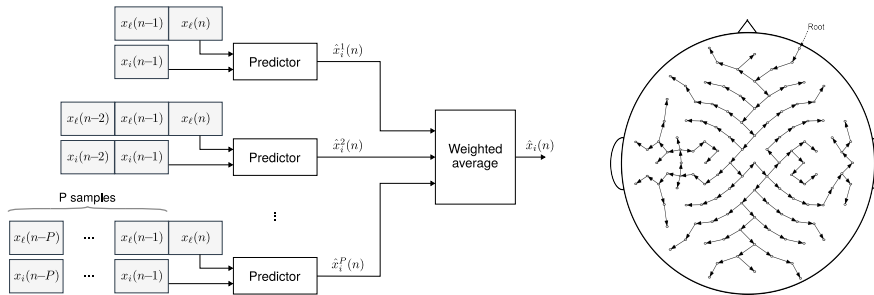 xℓ(n−1) xℓ(n)
xi(n−1)
Predictor
x̂i¹(n)
xℓ(n−2) xℓ(n−1) xℓ(n)
xi(n−2) xi(n−1)
Predictor
x̂i²(n)
Weighted
average
x̂i(n)
P samples
⋮
xℓ(n−P) ... xℓ(n−1) xℓ(n)
xi(n−P) ... xi(n−1)
Predictor
x̂iᴾ(n)
Root